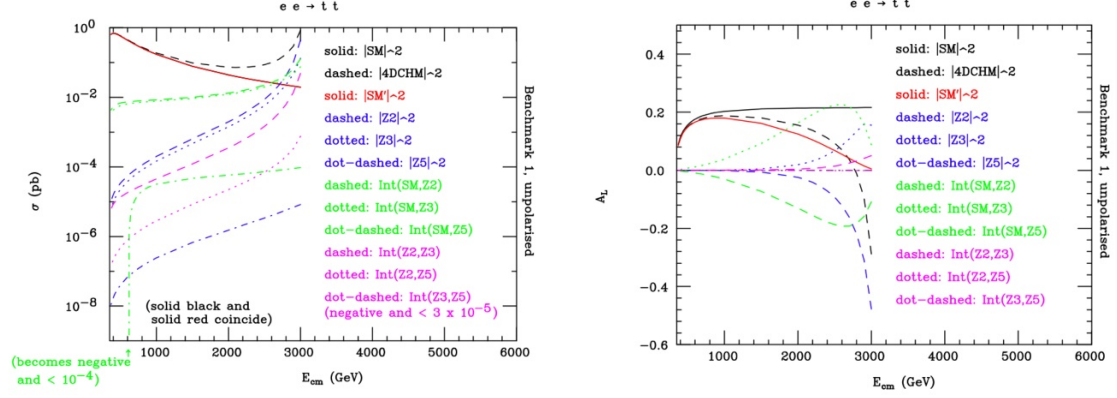 e e → t t
10^0
10^-2
10^-4
10^-6
10^-8
σ (pb)
solid: |SM|^2
dashed: |4DCHM|^2
solid: |SM'|^2
dashed: |Z2|^2
dotted: |Z3|^2
dot-dashed: |Z5|^2
dashed: Int(SM,Z2)
dotted: Int(SM,Z3)
dot-dashed: Int(SM,Z5)
dashed: Int(Z2,Z3)
dotted: Int(Z2,Z5)
dot-dashed: Int(Z3,Z5)
(negative and < 3 x 10^-5)
(solid black and
solid red coincide)
(becomes negative
and < 10^-4)
1000 2000 3000 4000 5000 6000
E_cm (GeV)
Benchmark 1, unpolarised
e e → t t
0.4
0.2
0.0
-0.2
-0.4
-0.6
A_L
solid: |SM|^2
dashed: |4DCHM|^2
solid: |SM'|^2
dashed: |Z2|^2
dotted: |Z3|^2
dot-dashed: |Z5|^2
dashed: Int(SM,Z2)
dotted: Int(SM,Z3)
dot-dashed: Int(SM,Z5)
dashed: Int(Z2,Z3)
dotted: Int(Z2,Z5)
dot-dashed: Int(Z3,Z5)
1000 2000 3000 4000 5000 6000
E_cm (GeV)
Benchmark 1, unpolarised